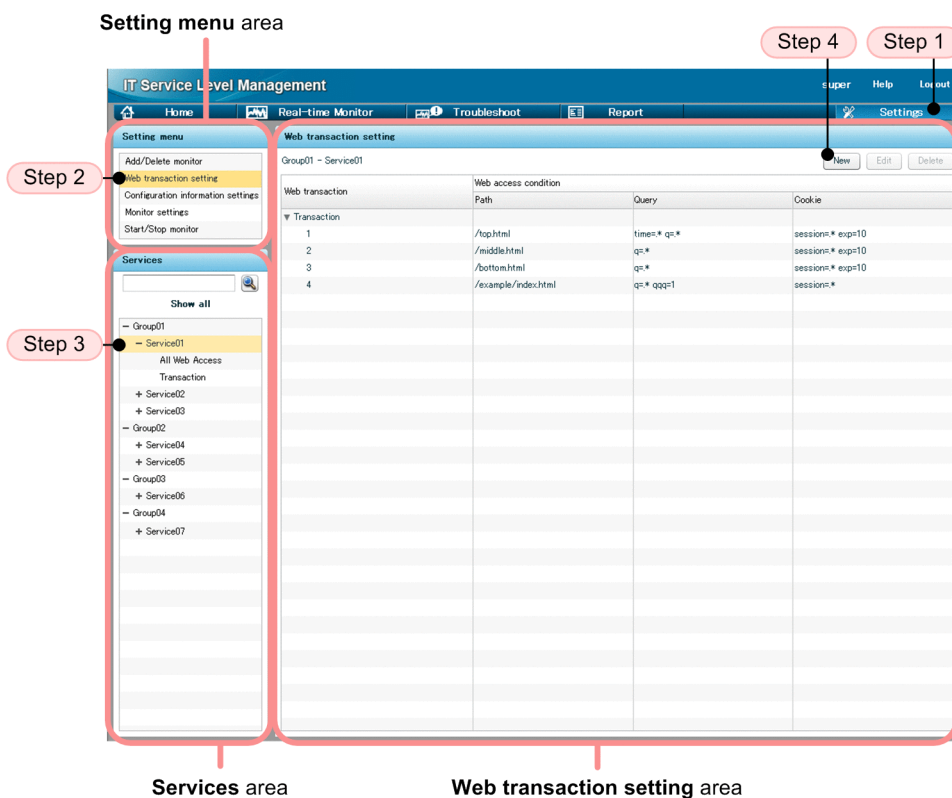 Setting menu area
Step 4
Step 1
IT Service Level Management
super Help Logout
Home Real-time Monitor Troubleshoot Report Settings
Setting menu
Add/Delete monitor
Web transaction setting
Configuration information settings
Monitor settings
Start/Stop monitor
Step 2
Services
Show all
Step 3
− Group01
− Service01
All Web Access
Transaction
+ Service02
+ Service03
− Group02
+ Service04
+ Service05
− Group03
+ Service06
− Group04
+ Service07
Web transaction setting
Group01 - Service01
New Edit Delete
Web transaction
Web access condition
Path Query Cookie
▼ Transaction
1 /top.html time=.* q=.* session=.* exp=10
2 /middle.html q=.* session=.* exp=10
3 /bottom.html q=.* session=.* exp=10
4 /example/index.html q=.* qqq=1 session=.*
Services area
Web transaction setting area